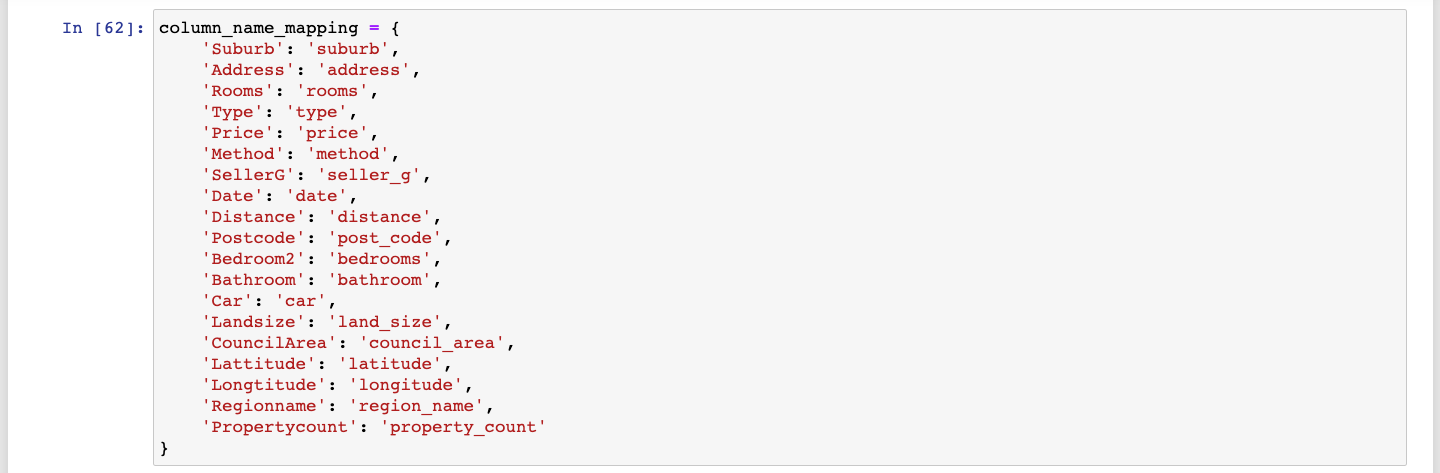 In [62]: column_name_mapping = {
    'Suburb': 'suburb',
    'Address': 'address',
    'Rooms': 'rooms',
    'Type': 'type',
    'Price': 'price',
    'Method': 'method',
    'SellerG': 'seller_g',
    'Date': 'date',
    'Distance': 'distance',
    'Postcode': 'post_code',
    'Bedroom2': 'bedrooms',
    'Bathroom': 'bathroom',
    'Car': 'car',
    'Landsize': 'land_size',
    'CouncilArea': 'council_area',
    'Lattitude': 'latitude',
    'Longtitude': 'longitude',
    'Regionname': 'region_name',
    'Propertycount': 'property_count'
}